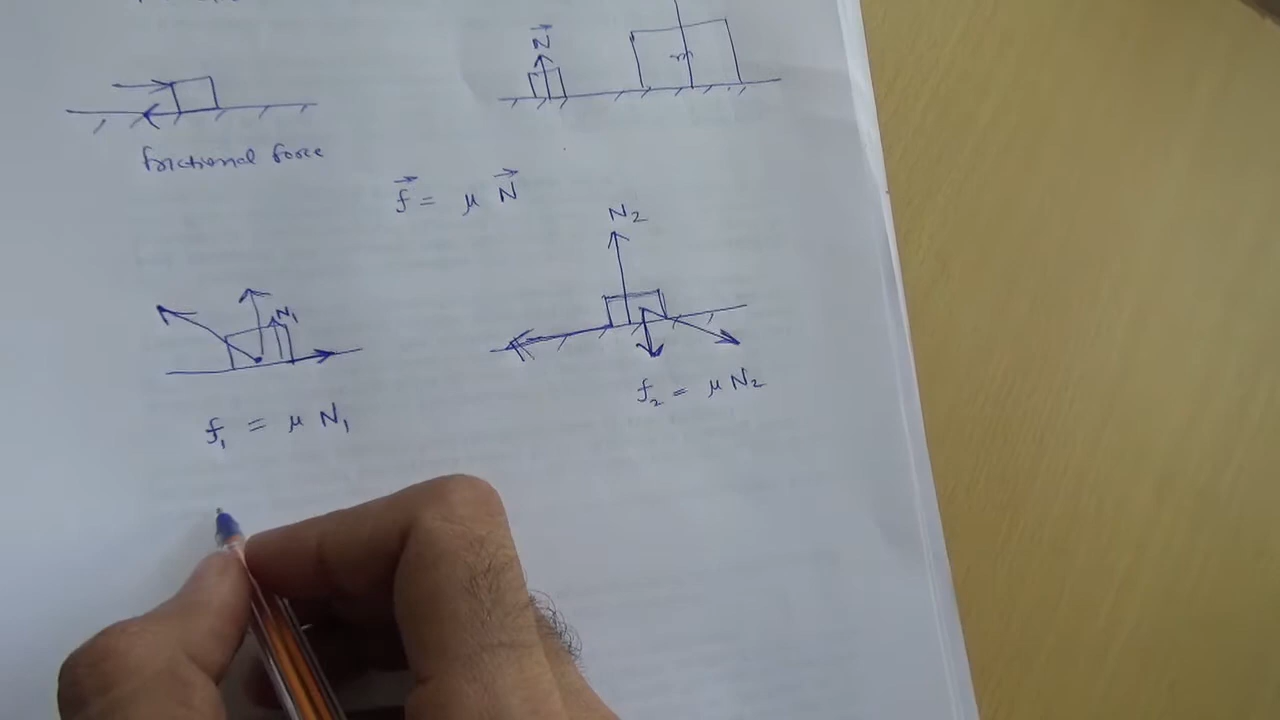 N⃗
m
frictional force
f⃗ = μ N⃗
N₂
N₁
f₂ = μ N₂
f₁ = μ N₁